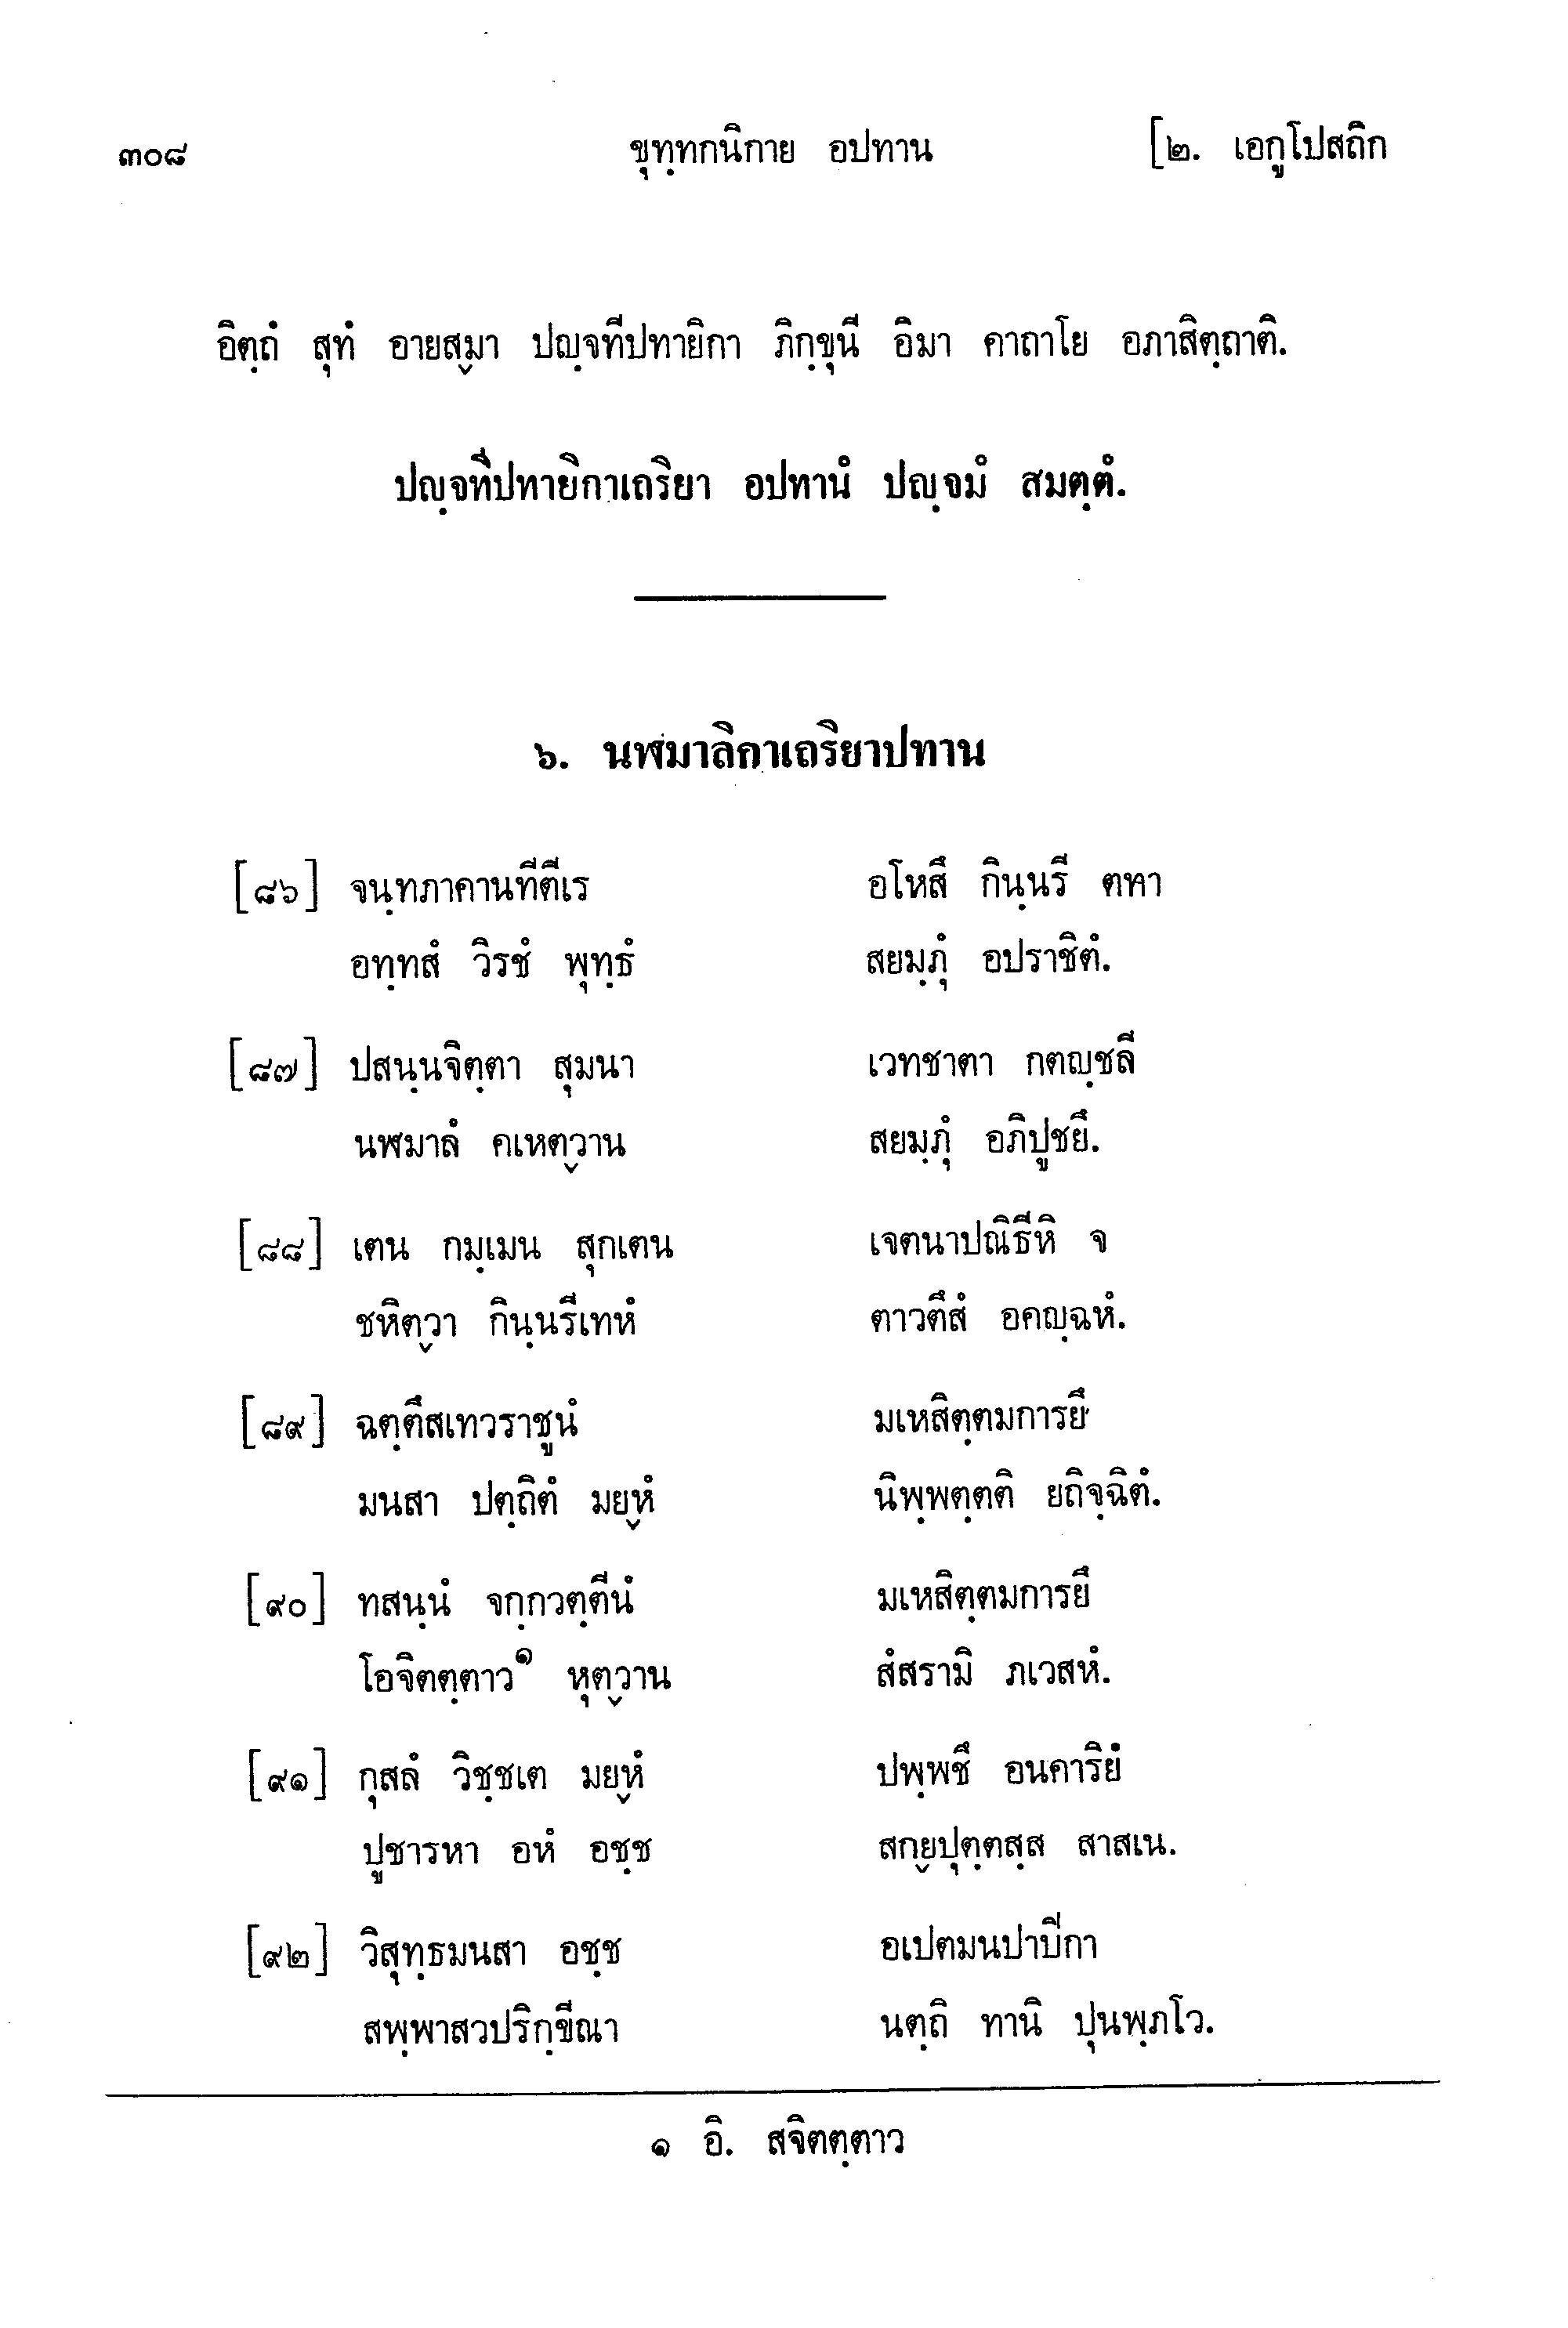 ๓๐๘ ขุทฺทกนิกาย อปทาน [๒. เอกูโปสถิก
อิตฺถํ สุทํ อายสฺมา ปญฺจทีปทายิกา ภิกฺขุนี อิมา คาถาโย อภาสิตฺถาติ.
ปญฺจทีปทายิกาเถริยา อปทานํ ปญฺจมํ สมตฺตํ.
๖. นฬมาลิกาเถริยาปทาน
[๘๖] จนฺทภาคานทีตีเร อโหสึ กินฺนรี ตทา
อทฺทสํ วิรชํ พุทฺธํ สยมฺภุํ อปราชิตํ.
[๘๗] ปสนฺนจิตฺตา สุมนา เวทชาตา กตญฺชลี
นฬมาลํ คเหตฺวาน สยมฺภุํ อภิปูชยึ.
[๘๘] เตน กมฺเมน สุกเตน เจตนาปณิธีหิ จ
ชหิตฺวา กินฺนรีเทหํ ตาวตึสํ อคญฺฉหํ.
[๘๙] ฉตฺตึสเทวราชูนํ มเหสิตฺตมการยึ
มนสา ปตฺถิตํ มยฺหํ นิพฺพตฺตติ ยถิจฺฉิตํ.
[๙๐] ทสนฺนํ จกฺกวตฺตีนํ มเหสิตฺตมการยึ
โอจิตตฺตาว๑ หุตฺวาน สํสรามิ ภเวสหํ.
[๙๑] กุสลํ วิชฺชเต มยฺหํ ปพฺพชึ อนคาริยํ
ปูชารหา อหํ อชฺช สกฺยปุตฺตสฺส สาสเน.
[๙๒] วิสุทฺธมนสา อชฺช อเปตมนปาปิกา
สพฺพาสวปริกฺขีณา นตฺถิ ทานิ ปุนพฺภโว.
๑ อิ. สจิตตฺตาว